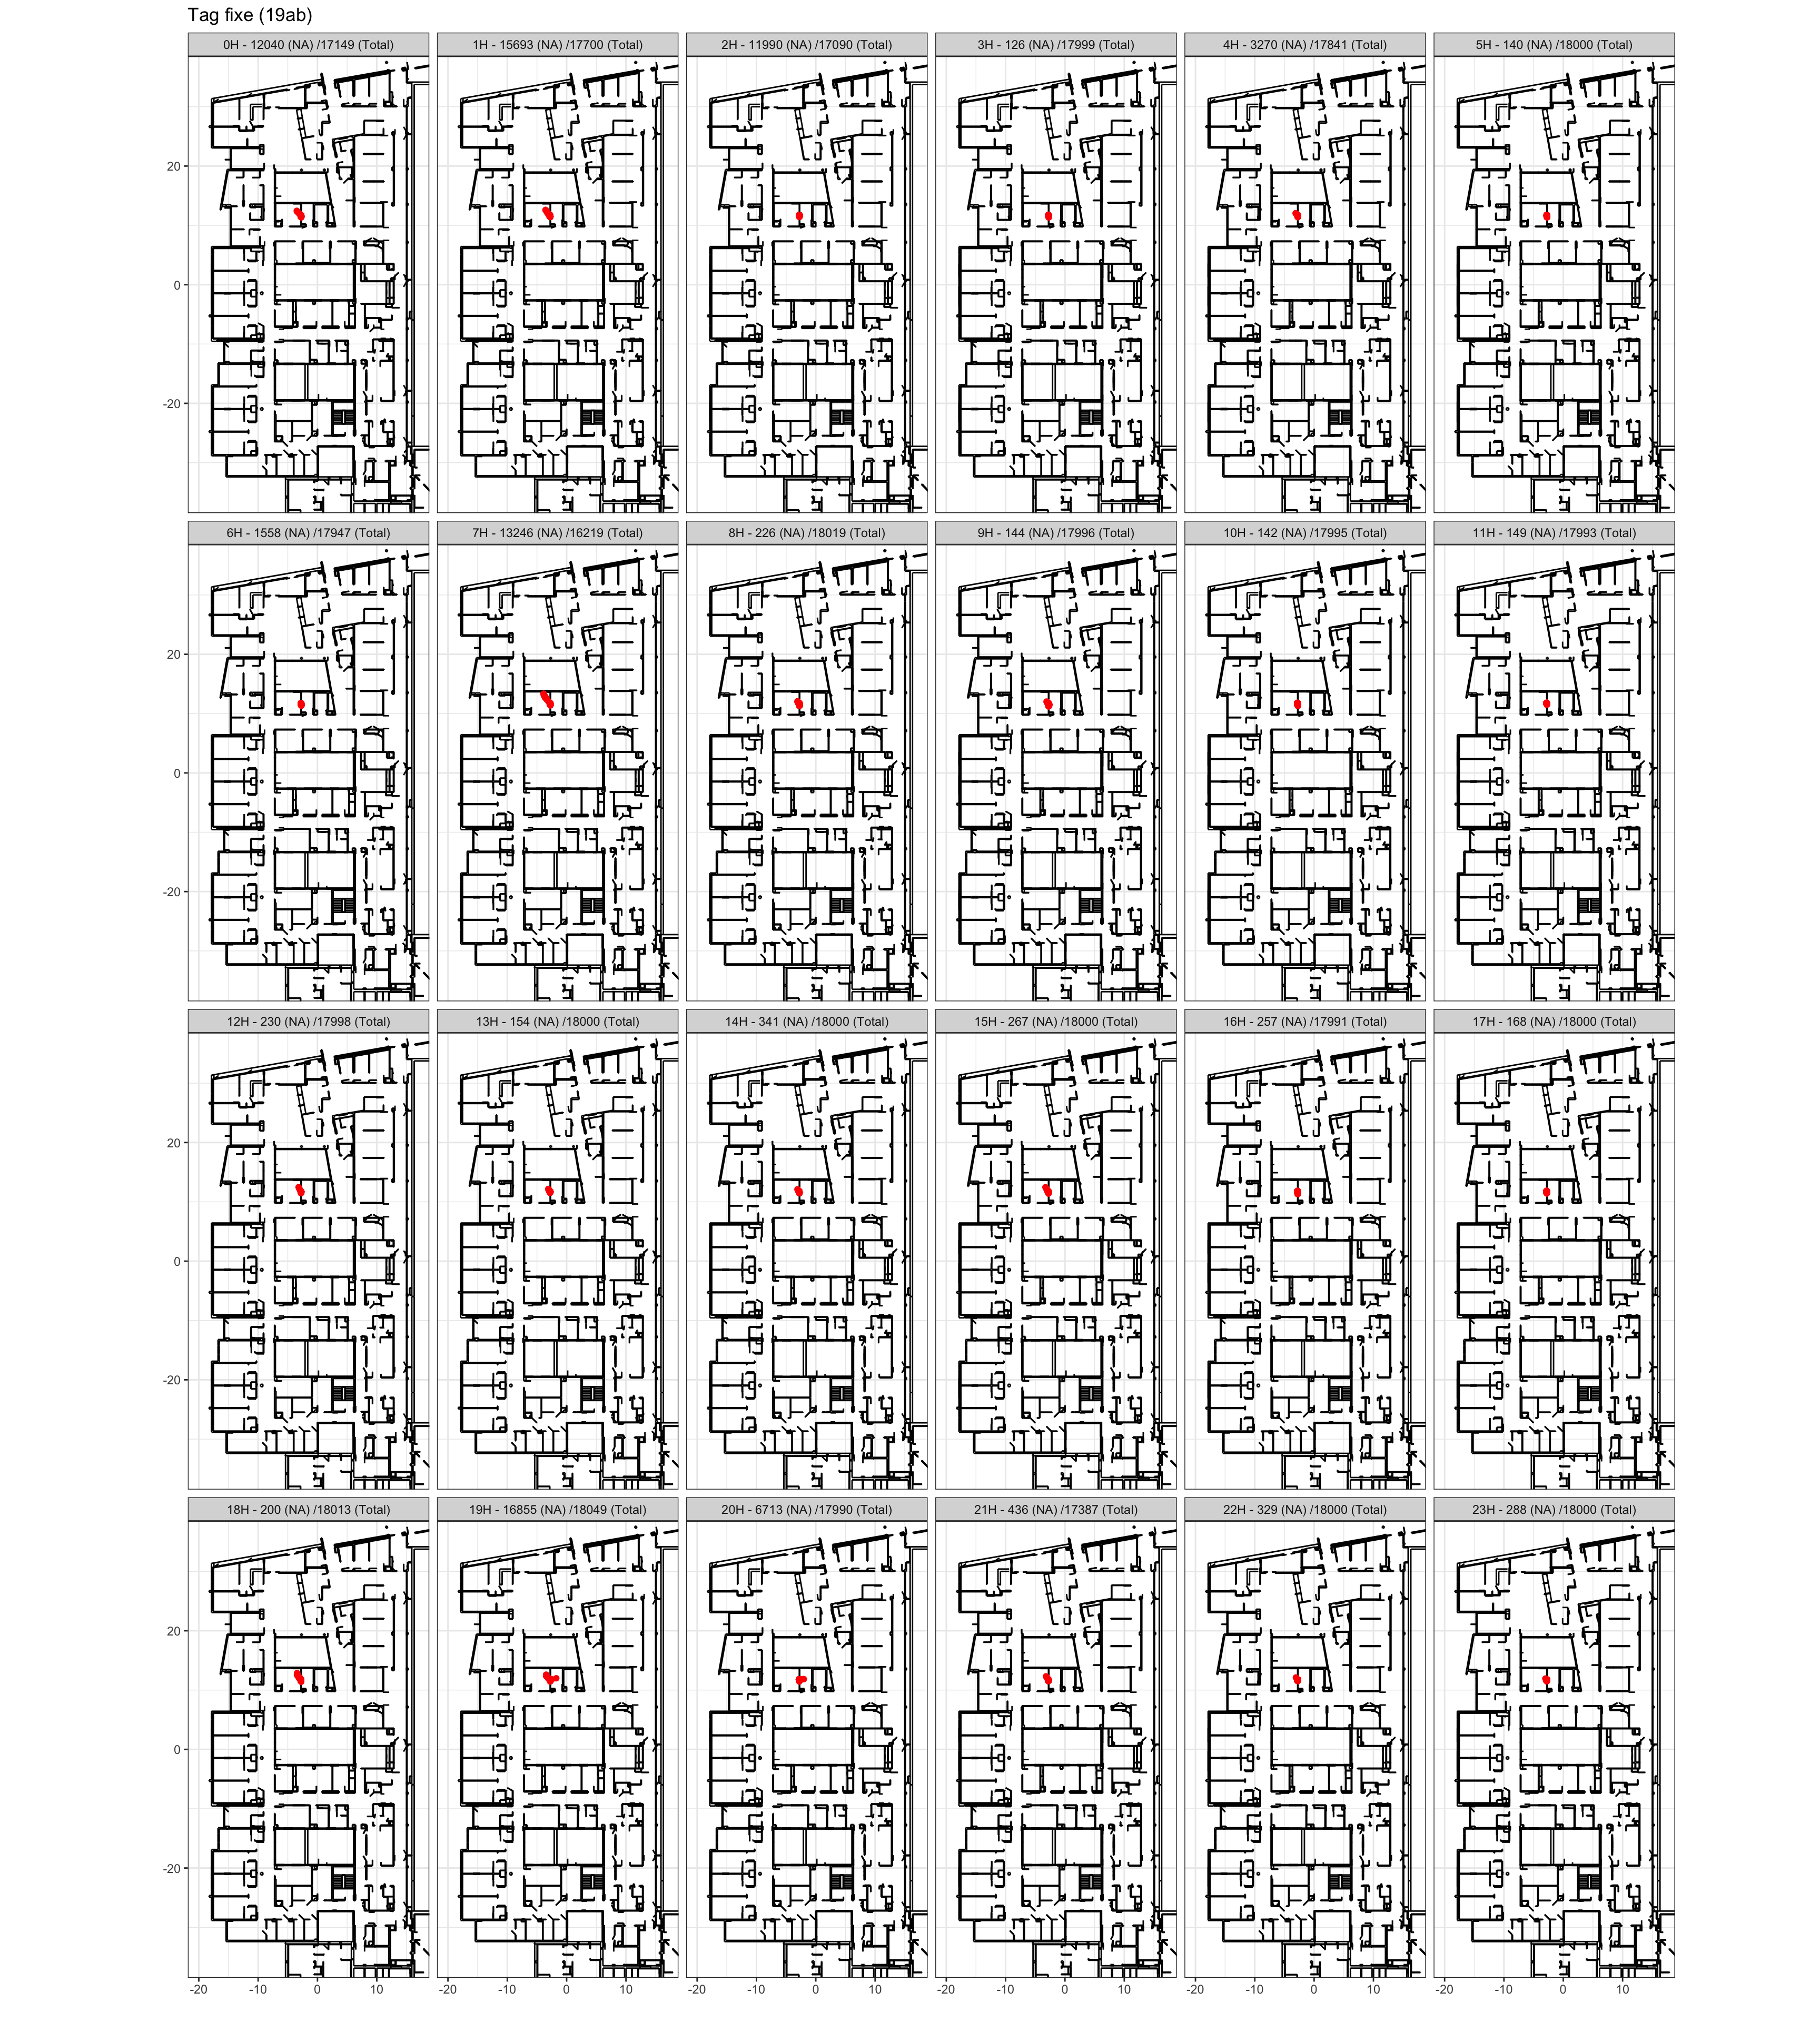 Tag fixe (19ab)
0H - 12040 (NA) /17149 (Total) 1H - 15693 (NA) /17700 (Total) 2H - 11990 (NA) /17090 (Total) 3H - 126 (NA) /17999 (Total) 4H - 3270 (NA) /17841 (Total) 5H - 140 (NA) /18000 (Total)
20
0
-20
6H - 1558 (NA) /17947 (Total) 7H - 13246 (NA) /16219 (Total) 8H - 226 (NA) /18019 (Total) 9H - 144 (NA) /17996 (Total) 10H - 142 (NA) /17995 (Total) 11H - 149 (NA) /17993 (Total)
20
0
-20
12H - 230 (NA) /17998 (Total) 13H - 154 (NA) /18000 (Total) 14H - 341 (NA) /18000 (Total) 15H - 267 (NA) /18000 (Total) 16H - 257 (NA) /17991 (Total) 17H - 168 (NA) /18000 (Total)
20
0
-20
18H - 200 (NA) /18013 (Total) 19H - 16855 (NA) /18049 (Total) 20H - 6713 (NA) /17990 (Total) 21H - 436 (NA) /17387 (Total) 22H - 329 (NA) /18000 (Total) 23H - 288 (NA) /18000 (Total)
20
0
-20
-20 -10 0 10 -20 -10 0 10 -20 -10 0 10 -20 -10 0 10 -20 -10 0 10 -20 -10 0 10